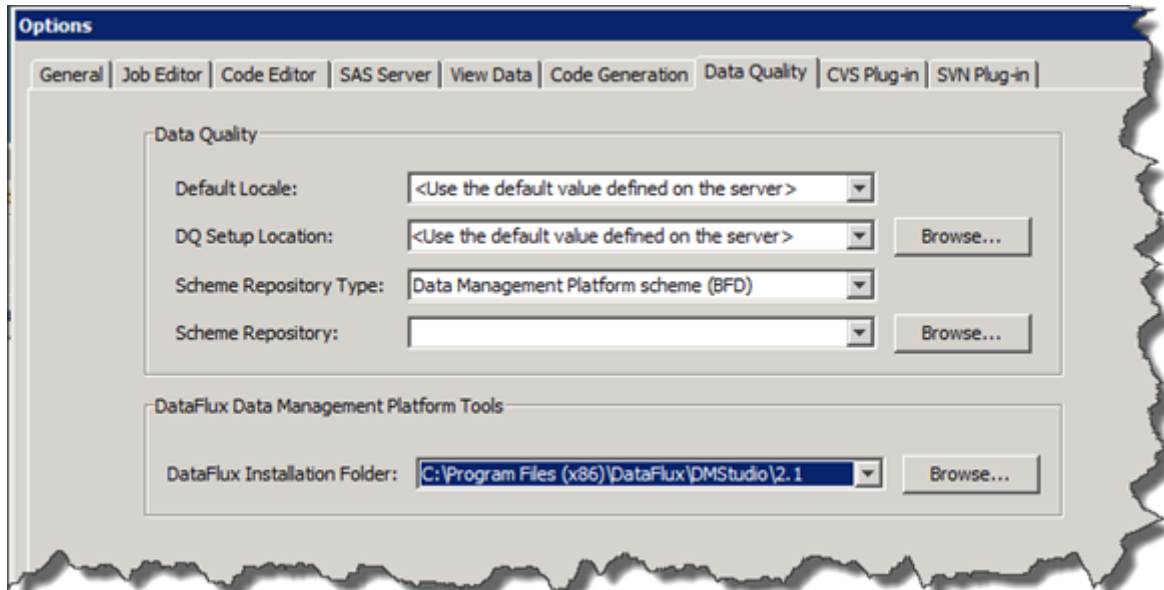 Options
General Job Editor Code Editor SAS Server View Data Code Generation Data Quality CVS Plug-in SVN Plug-in
Data Quality
Default Locale: <Use the default value defined on the server>
DQ Setup Location: <Use the default value defined on the server> Browse...
Scheme Repository Type: Data Management Platform scheme (BFD)
Scheme Repository: Browse...
DataFlux Data Management Platform Tools
DataFlux Installation Folder: C:\Program Files (x86)\DataFlux\DMStudio\2.1 Browse...